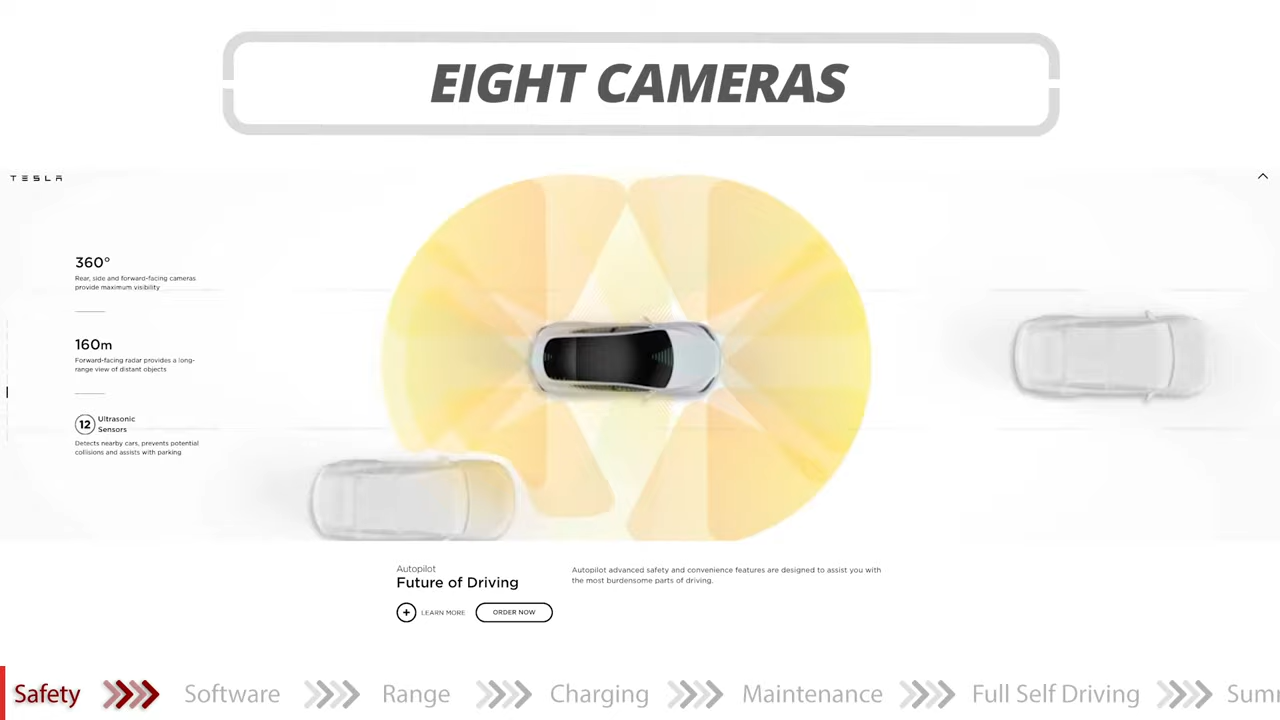 EIGHT CAMERAS
TESLA
360°
Rear, side and forward-facing cameras
provide maximum visibility
160m
Forward-facing radar provides a long-
range view of distant objects
12 Ultrasonic
Sensors
Detects nearby cars, prevents potential
collisions and assists with parking
Autopilot
Future of Driving
Autopilot advanced safety and convenience features are designed to assist you with
the most burdensome parts of driving.
LEARN MORE ORDER NOW
Safety Software Range Charging Maintenance Full Self Driving Sum